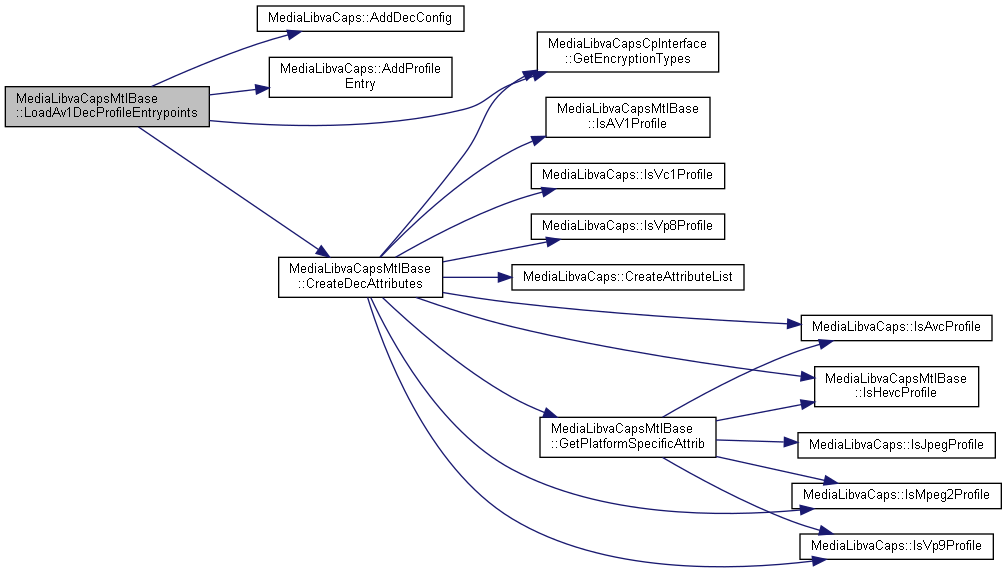 MediaLibvaCaps::AddDecConfig
MediaLibvaCapsCpInterface
::GetEncryptionTypes
MediaLibvaCaps::AddProfile
Entry
MediaLibvaCapsMtlBase
::LoadAv1DecProfileEntrypoints
MediaLibvaCapsMtlBase
::IsAV1Profile
MediaLibvaCaps::IsVc1Profile
MediaLibvaCaps::IsVp8Profile
MediaLibvaCapsMtlBase
::CreateDecAttributes
MediaLibvaCaps::CreateAttributeList
MediaLibvaCaps::IsAvcProfile
MediaLibvaCapsMtlBase
::IsHevcProfile
MediaLibvaCapsMtlBase
::GetPlatformSpecificAttrib
MediaLibvaCaps::IsJpegProfile
MediaLibvaCaps::IsMpeg2Profile
MediaLibvaCaps::IsVp9Profile